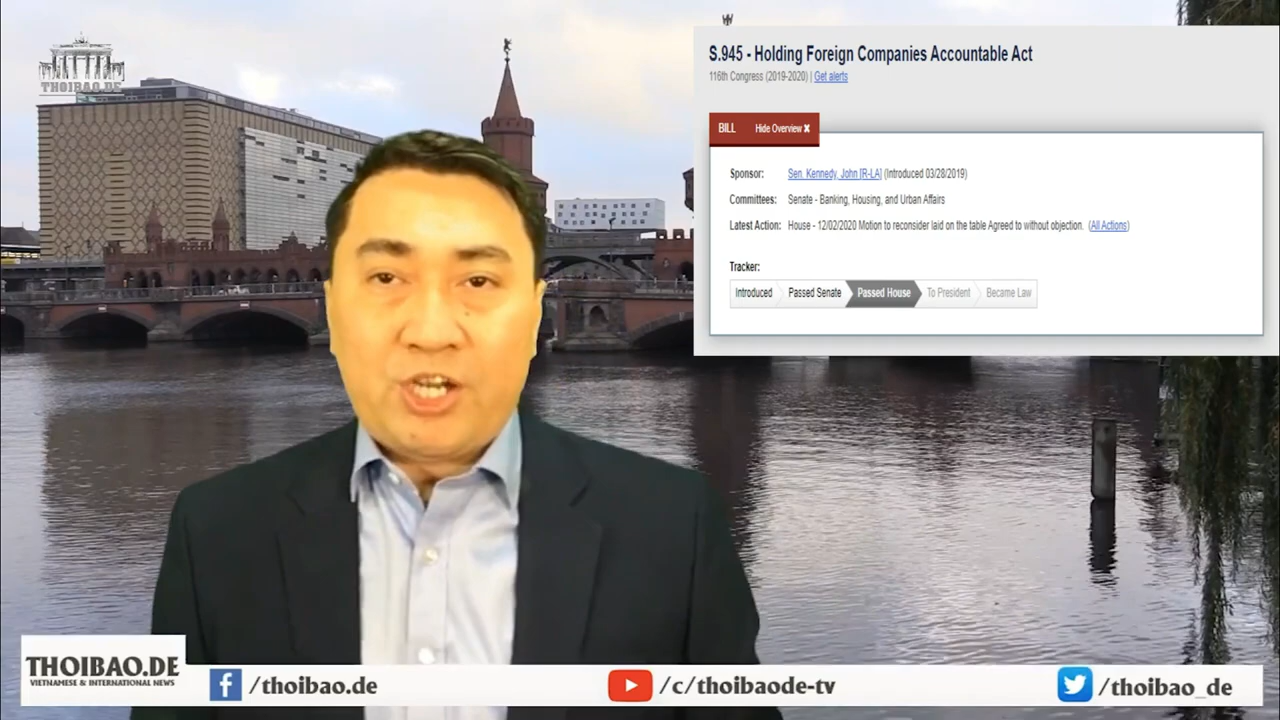 THOIBAO.DE
S.945 - Holding Foreign Companies Accountable Act
116th Congress (2019-2020) | Get alerts
BILL Hide Overview ✖
Sponsor: Sen. Kennedy, John [R-LA] (Introduced 03/28/2019)
Committees: Senate - Banking, Housing, and Urban Affairs
Latest Action: House - 12/02/2020 Motion to reconsider laid on the table Agreed to without objection. (All Actions)
Tracker:
Introduced Passed Senate Passed House To President Became Law
THOIBAO.DE
VIETNAMESE & INTERNATIONAL NEWS
/thoibao.de
/c/thoibaode-tv
/thoibao_de